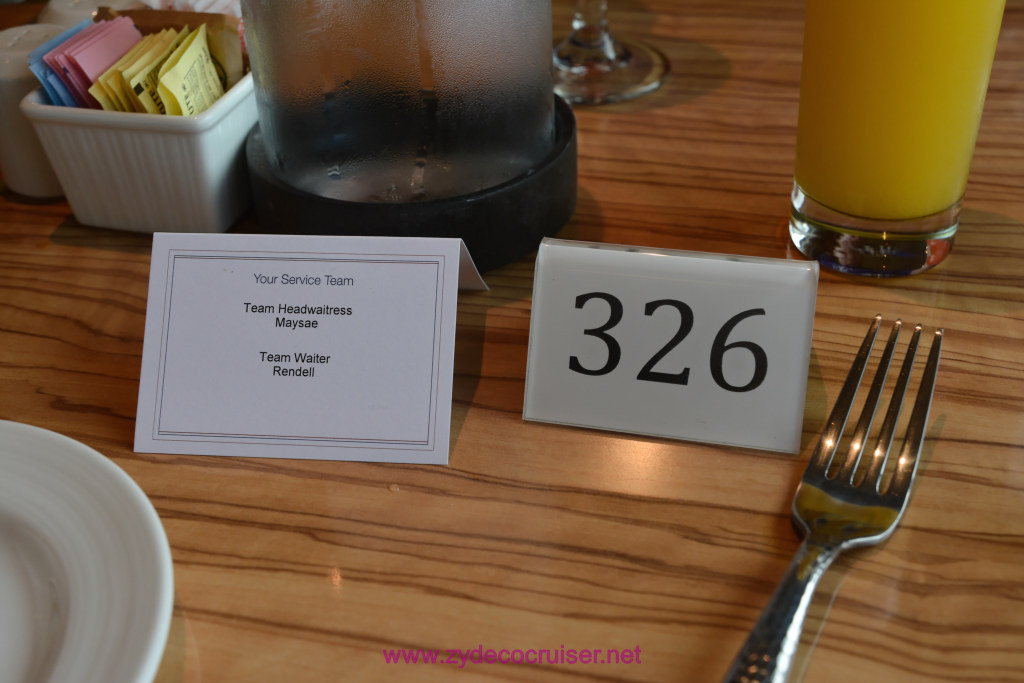 Your Service Team
Team Headwaitress
Maysae
Team Waiter
Rendell
326
www.zydecocruiser.net